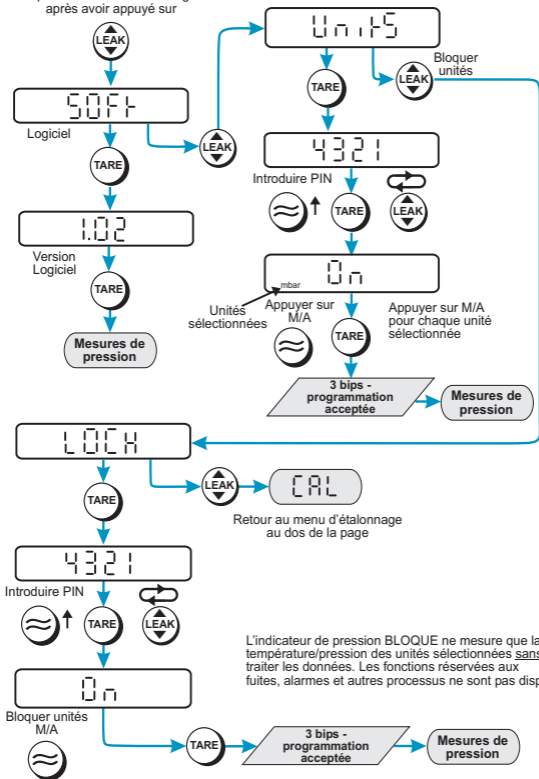 après avoir appuyé sur
LEAK
SOFt
Logiciel
TARE
LEAK
1.02
Version
Logiciel
TARE
Mesures de
pression
UnitS
TARE
LEAK
Bloquer
unités
4321
Introduire PIN
TARE
LEAK
On
mbar
Unités
sélectionnées
Appuyer sur
M/A
TARE
Appuyer sur M/A
pour chaque unité
sélectionnée
3 bips -
programmation
acceptée
Mesures de
pression
LOCK
TARE
LEAK
CAL
Retour au menu d'étalonnage
au dos de la page
4321
Introduire PIN
TARE
LEAK
On
Bloquer unités
M/A
TARE
3 bips -
programmation
acceptée
Mesures de
pression
L'indicateur de pression BLOQUE ne mesure que la
température/pression des unités sélectionnées sans
traiter les données. Les fonctions réservées aux
fuites, alarmes et autres processus ne sont pas disp